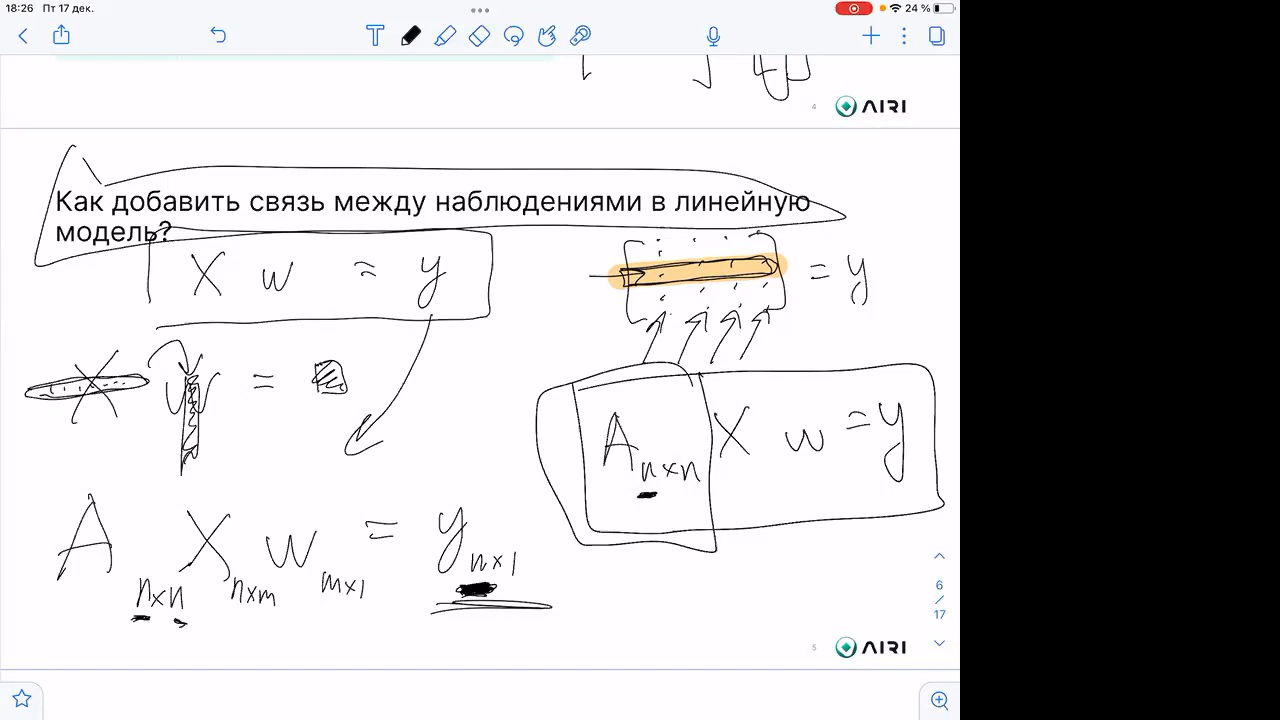 18:26 Пт 17 дек. 24 %
4 AIRI
Как добавить связь между наблюдениями в линейную
модель?
X w = y
= y
X w =
A n×n X w = y
A n×n X n×m w m×1 = y n×1
6
/
17
5 AIRI